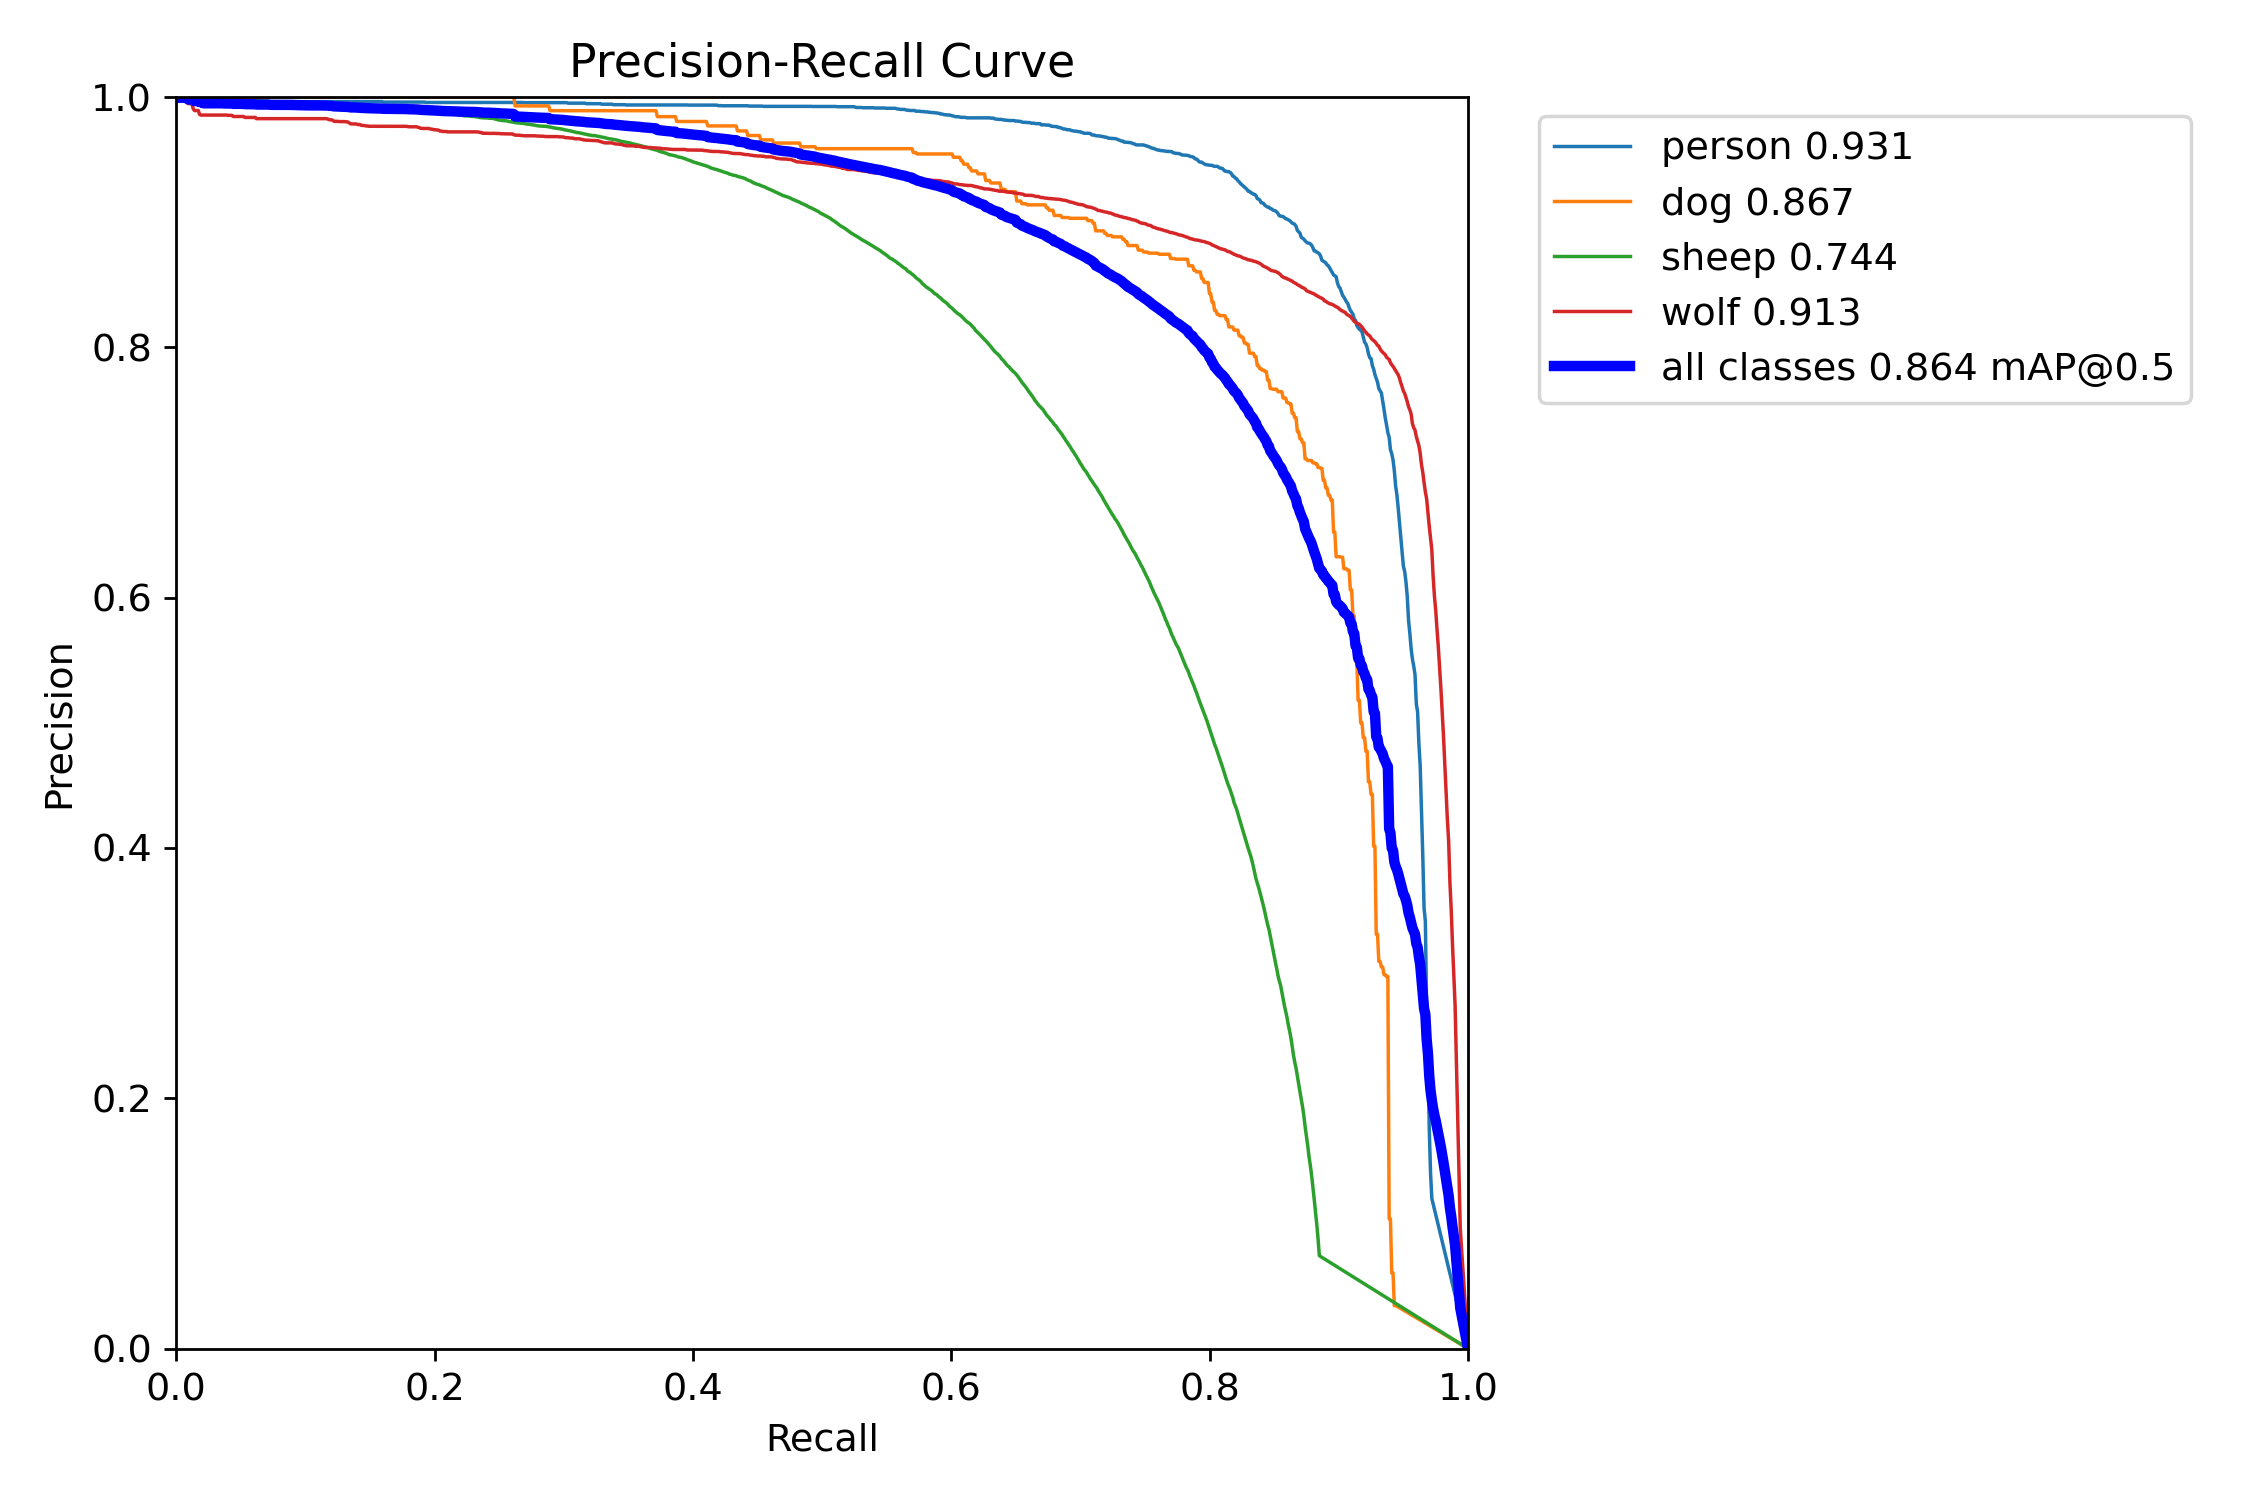 Precision-Recall Curve
1.0
0.8
0.6
0.4
0.2
0.0
Precision
0.0 0.2 0.4 0.6 0.8 1.0
Recall
person 0.931
dog 0.867
sheep 0.744
wolf 0.913
all classes 0.864 mAP@0.5